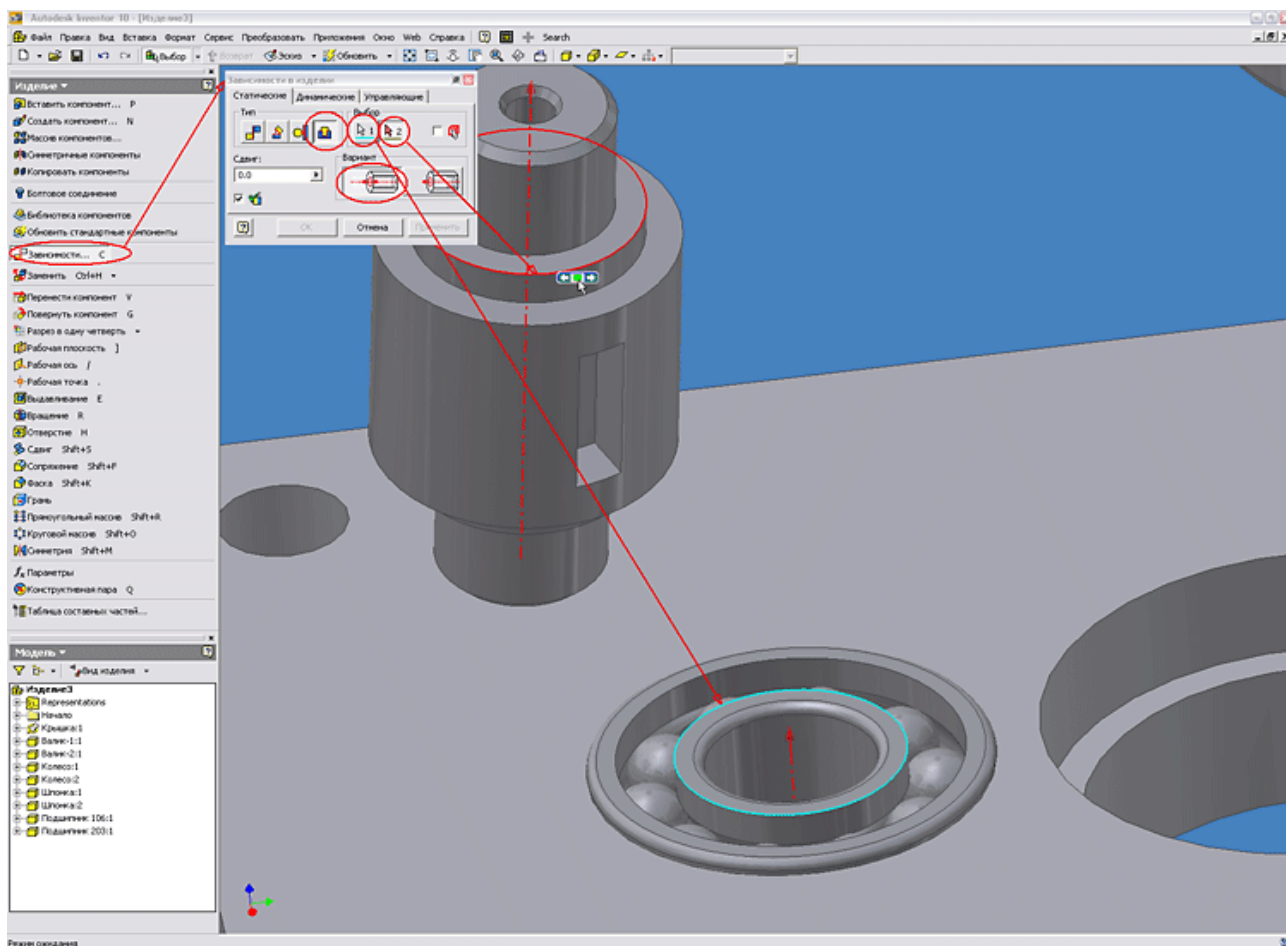 Autodesk Inventor 10 - [Изделие3]
Файл Правка Вид Вставка Формат Сервис Преобразовать Приложения Окно Web Справка Search
Выбор Возврат Эскиз Обновить
Изделие
Вставить компонент... P
Создать компонент... N
Массив компонентов...
Симметричные компоненты
Копировать компоненты
Болтовое соединение
Библиотека компонентов
Обновить стандартные компоненты
Зависимости... C
Заменить Ctrl+H
Перенести компонент V
Повернуть компонент G
Разрез в одну четверть
Рабочая плоскость ]
Рабочая ось /
Рабочая точка .
Выдавливание E
Вращение R
Отверстие H
Сдвиг Shift+S
Сопряжение Shift+F
Фаска Shift+K
Грань
Прямоугольный массив Shift+R
Круговой массив Shift+O
Симметрия Shift+M
fx Параметры
Конструктивная пара Q
Таблица составных частей...
Зависимости в изделии
Статические Динамические Управляющие
Тип Выбор
1 2
Сдвиг: Вариант
0.0
OK Отмена Применить
Модель
Вид изделия
Изделие3
Representations
Начало
Крышка:1
Валик-1:1
Валик-2:1
Колесо:1
Колесо:2
Шпонка:1
Шпонка:2
Подшипник 106:1
Подшипник 203:1
Режим ожидания